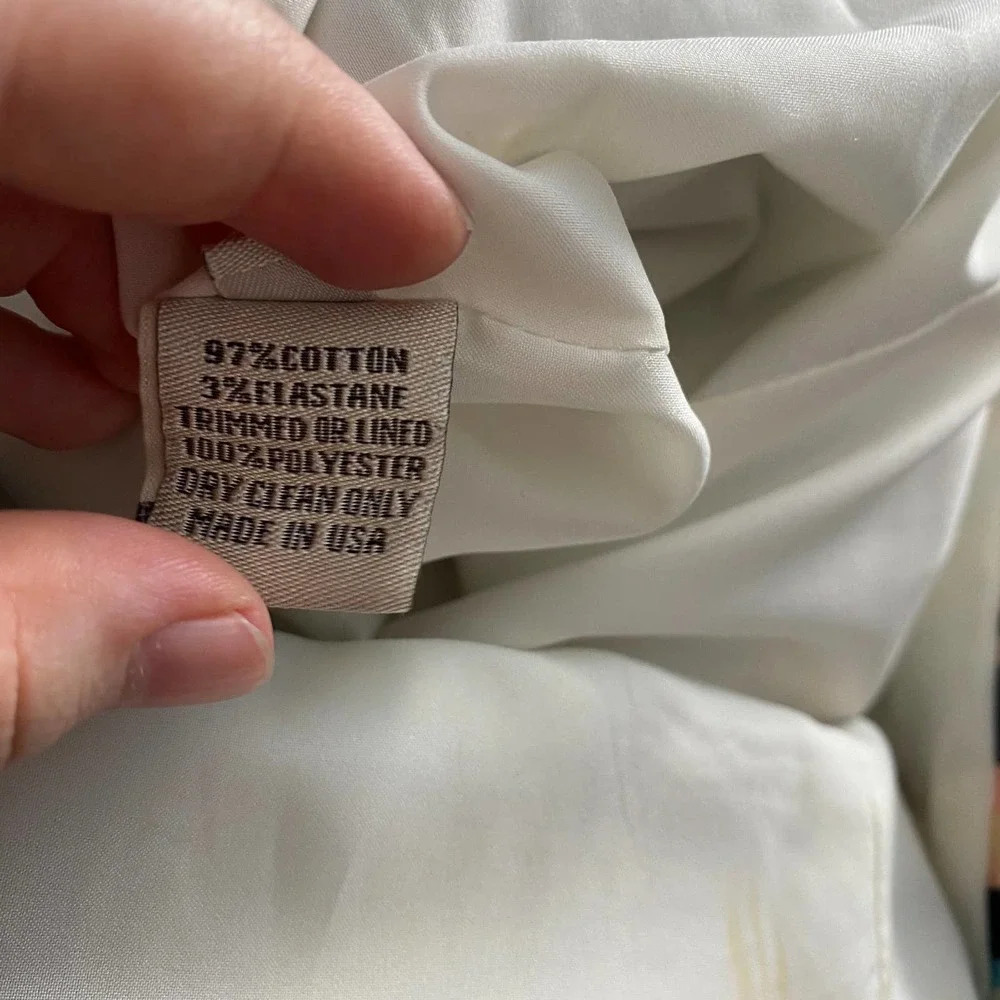 97%COTTON
3%ELASTANE
TRIMMED OR LINED
100%POLYESTER
DRY CLEAN ONLY
MADE IN USA